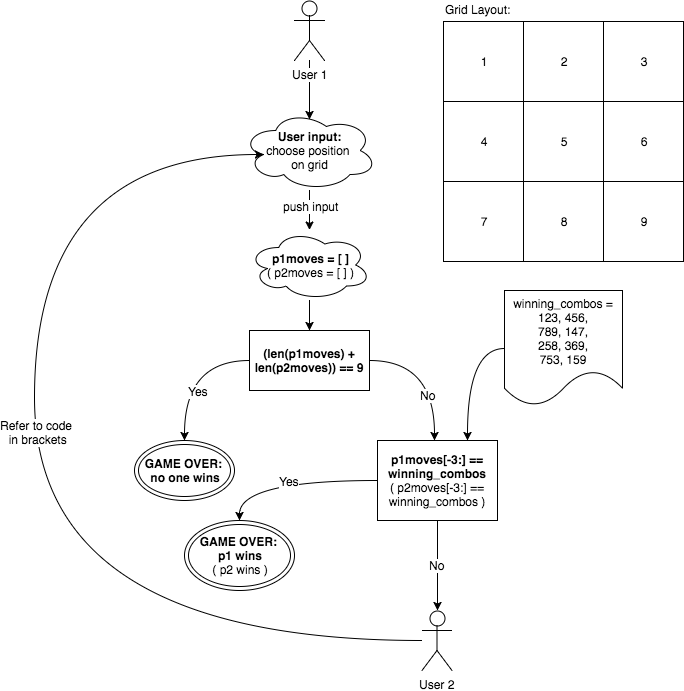 Grid Layout:
1 2 3
4 5 6
7 8 9
User 1
User input:
choose position
on grid
push input
p1moves = [ ]
( p2moves = [ ] )
(len(p1moves) +
len(p2moves)) == 9
Yes
No
GAME OVER:
no one wins
winning_combos =
123, 456,
789, 147,
258, 369,
753, 159
p1moves[-3:] ==
winning_combos
( p2moves[-3:] ==
winning_combos )
Yes
GAME OVER:
p1 wins
( p2 wins )
No
User 2
Refer to code
in brackets